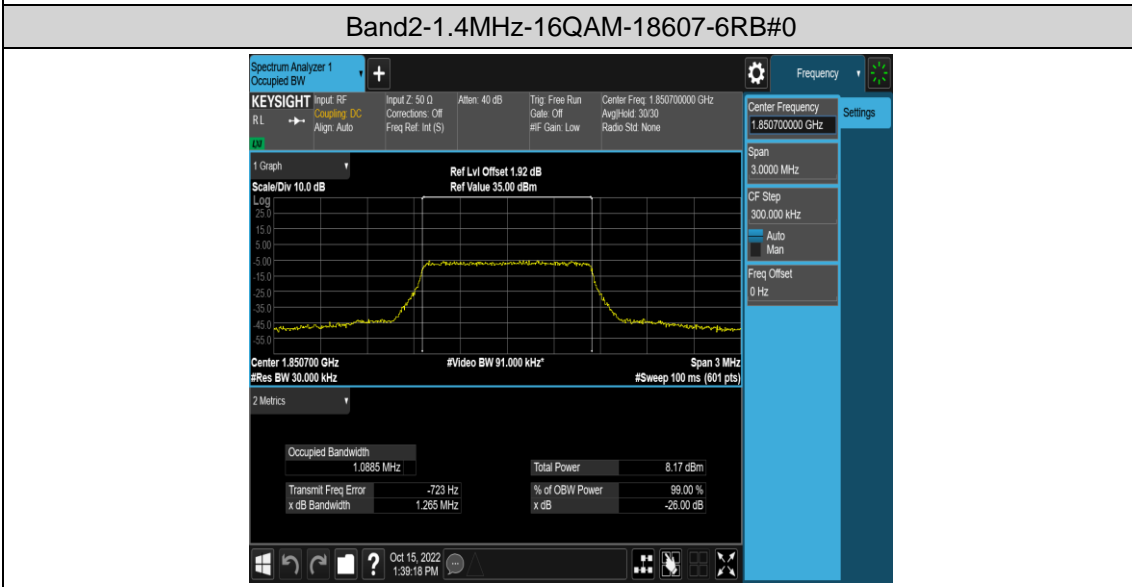 Band2-1.4MHz-16QAM-18607-6RB#0
Spectrum Analyzer 1
Occupied BW
Frequency
KEYSIGHT
RL
Input: RF
Coupling: DC
Align: Auto
Input Z: 50 Ω
Corrections: Off
Freq Ref: Int (S)
Atten: 40 dB
Trig: Free Run
Gate: Off
#IF Gain: Low
Center Freq: 1.850700000 GHz
Avg|Hold: 30/30
Radio Std: None
1 Graph
Ref Lvl Offset 1.92 dB
Scale/Div 10.0 dB
Ref Value 35.00 dBm
Log
25.0
15.0
5.00
-5.00
-15.0
-25.0
-35.0
-45.0
-55.0
Center 1.850700 GHz
#Video BW 91.000 kHz*
Span 3 MHz
#Res BW 30.000 kHz
#Sweep 100 ms (601 pts)
2 Metrics
Occupied Bandwidth
1.0885 MHz
Total Power
8.17 dBm
Transmit Freq Error
-723 Hz
% of OBW Power
99.00 %
x dB Bandwidth
1.265 MHz
x dB
-26.00 dB
Center Frequency
1.850700000 GHz
Settings
Span
3.0000 MHz
CF Step
300.000 kHz
Auto
Man
Freq Offset
0 Hz
?
Oct 15, 2022
1:39:18 PM